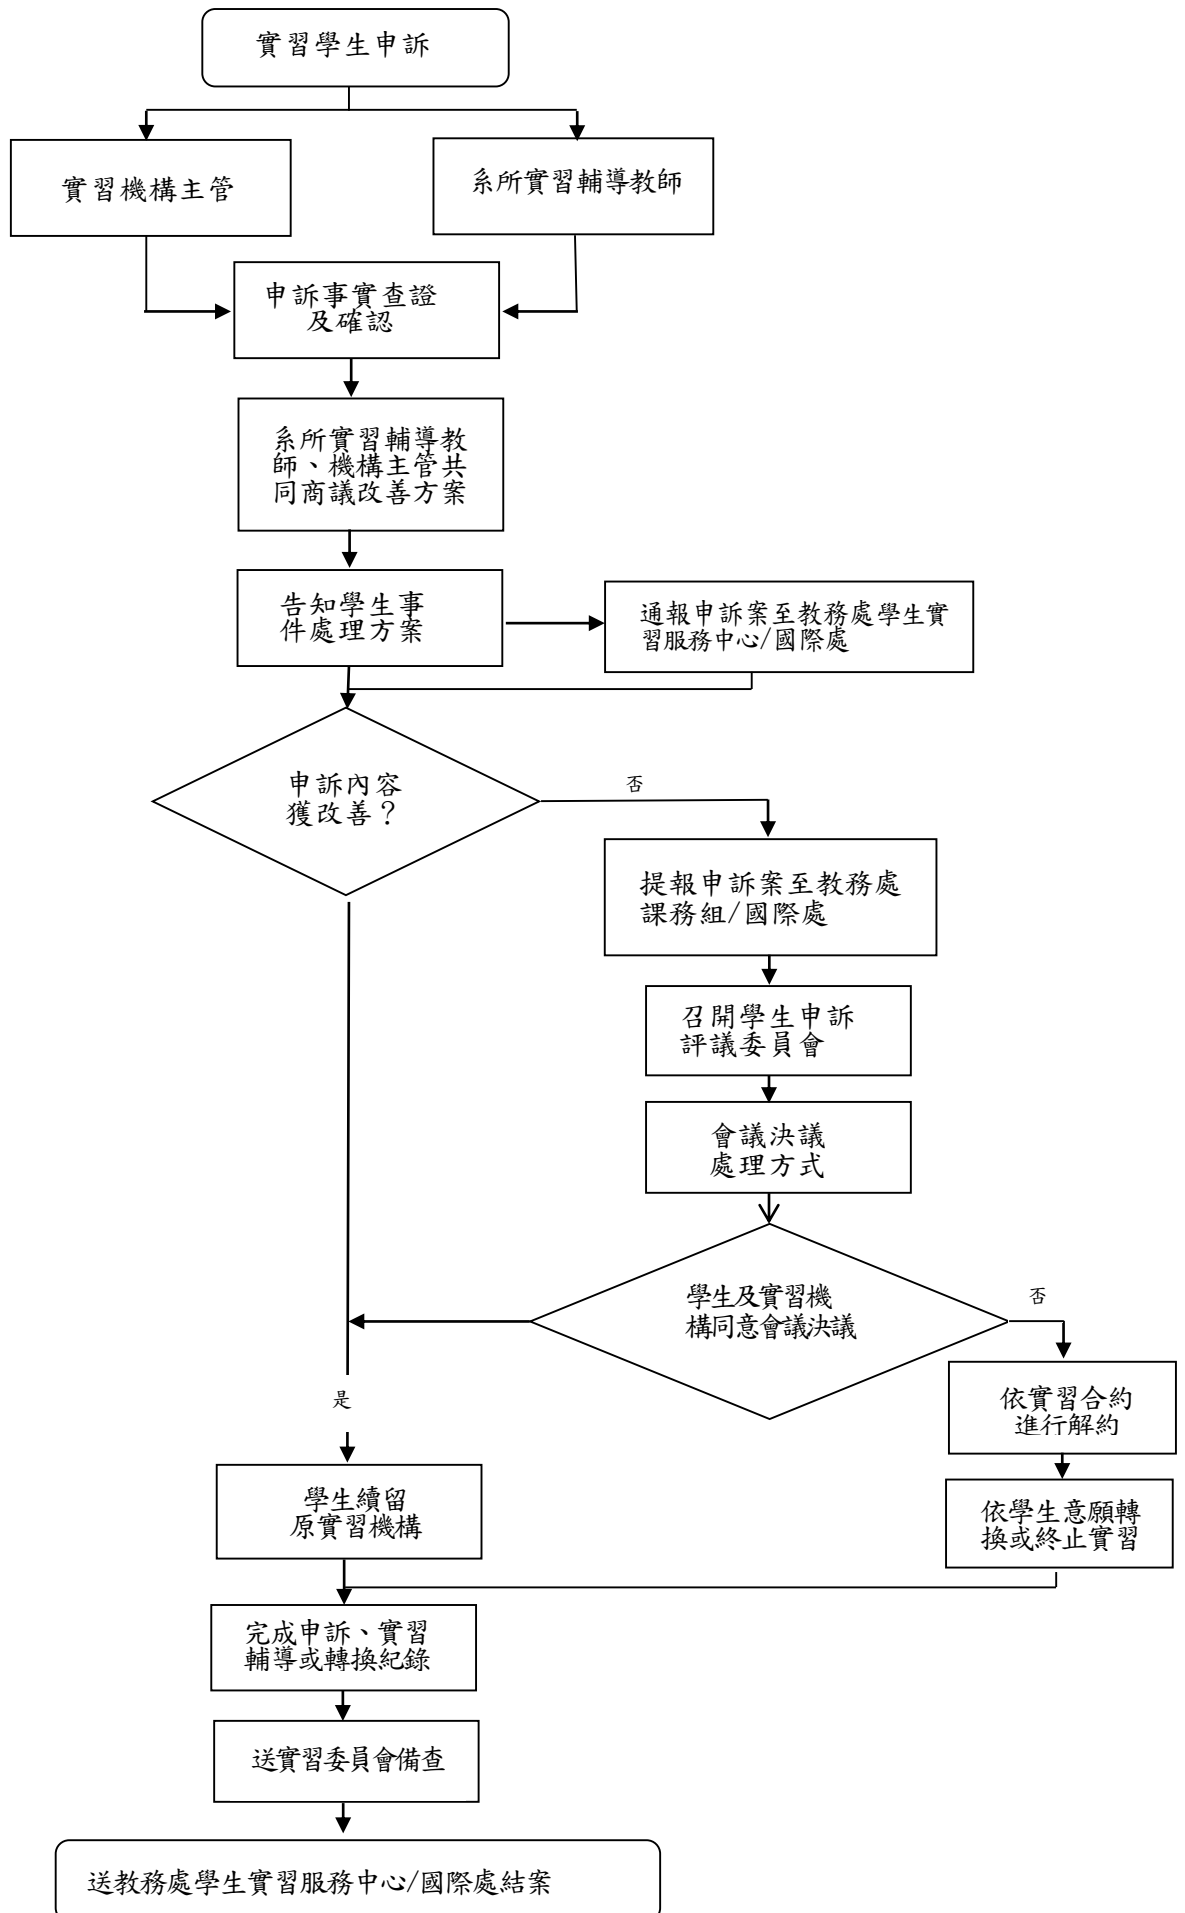 實習學生申訴
實習機構主管
系所實習輔導教師
申訴事實查證
及確認
系所實習輔導教
師、機構主管共
同商議改善方案
告知學生事
件處理方案
通報申訴案至教務處學生實
習服務中心/國際處
申訴內容
獲改善？
否
提報申訴案至教務處
課務組/國際處
召開學生申訴
評議委員會
會議決議
處理方式
學生及實習機
構同意會議決議
否
依實習合約
進行解約
是
學生續留
原實習機構
依學生意願轉
換或終止實習
完成申訴、實習
輔導或轉換紀錄
送實習委員會備查
送教務處學生實習服務中心/國際處結案